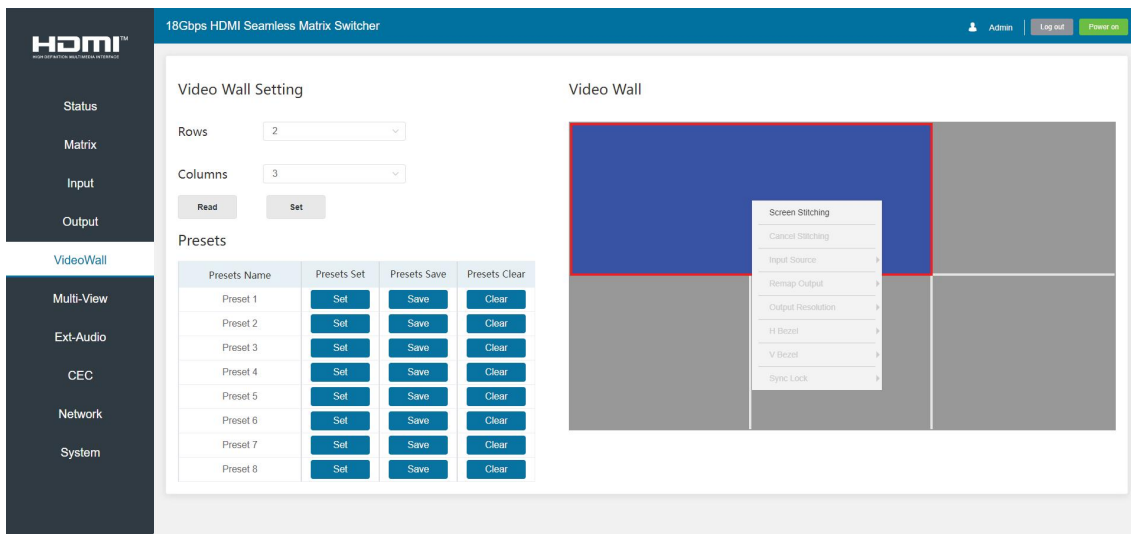 HDMI™
HIGH DEFINITION MULTIMEDIA INTERFACE
18Gbps HDMI Seamless Matrix Switcher
Admin
Log out
Power on
Status
Matrix
Input
Output
VideoWall
Multi-View
Ext-Audio
CEC
Network
System
Video Wall Setting
Rows 2
Columns 3
Read Set
Presets
Presets Name Presets Set Presets Save Presets Clear
Preset 1 Set Save Clear
Preset 2 Set Save Clear
Preset 3 Set Save Clear
Preset 4 Set Save Clear
Preset 5 Set Save Clear
Preset 6 Set Save Clear
Preset 7 Set Save Clear
Preset 8 Set Save Clear
Video Wall
Screen Stitching
Cancel Stitching
Input Source
Remap Output
Output Resolution
H Bezel
V Bezel
Sync Lock